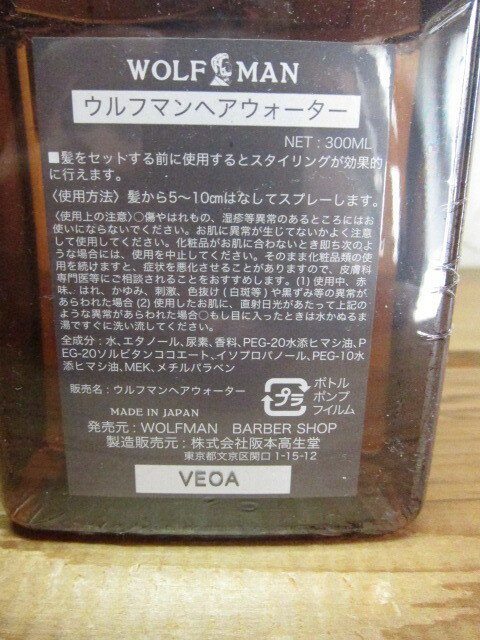 WOLF MAN
ウルフマンヘアウォーター
NET : 300ML
■髪をセットする前に使用するとスタイリングが効果的
に行えます。
〈使用方法〉髪から5〜10㎝はなしてスプレーします。
〈使用上の注意〉○傷やはれもの、湿疹等異常のあるところにはお
使いにならないでください。お肌に異常が生じてないかよく注意
して使用してください。化粧品がお肌に合わないとき即ち次のよ
うな場合には、使用を中止してください。そのまま化粧品類の使
用を続けますと、症状を悪化させることがありますので、皮膚科
専門医等にご相談されることをおすすめします。(1) 使用中、赤
味、はれ、かゆみ、刺激、色抜け(白斑等)や黒ずみ等の異常が
あらわれた場合 (2) 使用したお肌に、直射日光があたって上記の
ような異常があらわれた場合○もし目に入ったときは水かぬるま
湯ですぐに洗い流してください。
全成分：水、エタノール、尿素、香料、PEG-20水添ヒマシ油、P
EG-20ソルビタンココエート、イソプロパノール、PEG-10水
添ヒマシ油、MEK、メチルパラベン
販売名：ウルフマンヘアウォーター
プラ
ボトル
ポンプ
フィルム
MADE IN JAPAN
発売元：WOLFMAN BARBER SHOP
製造販売元：株式会社阪本高生堂
東京都文京区関口1-15-12
VEOA